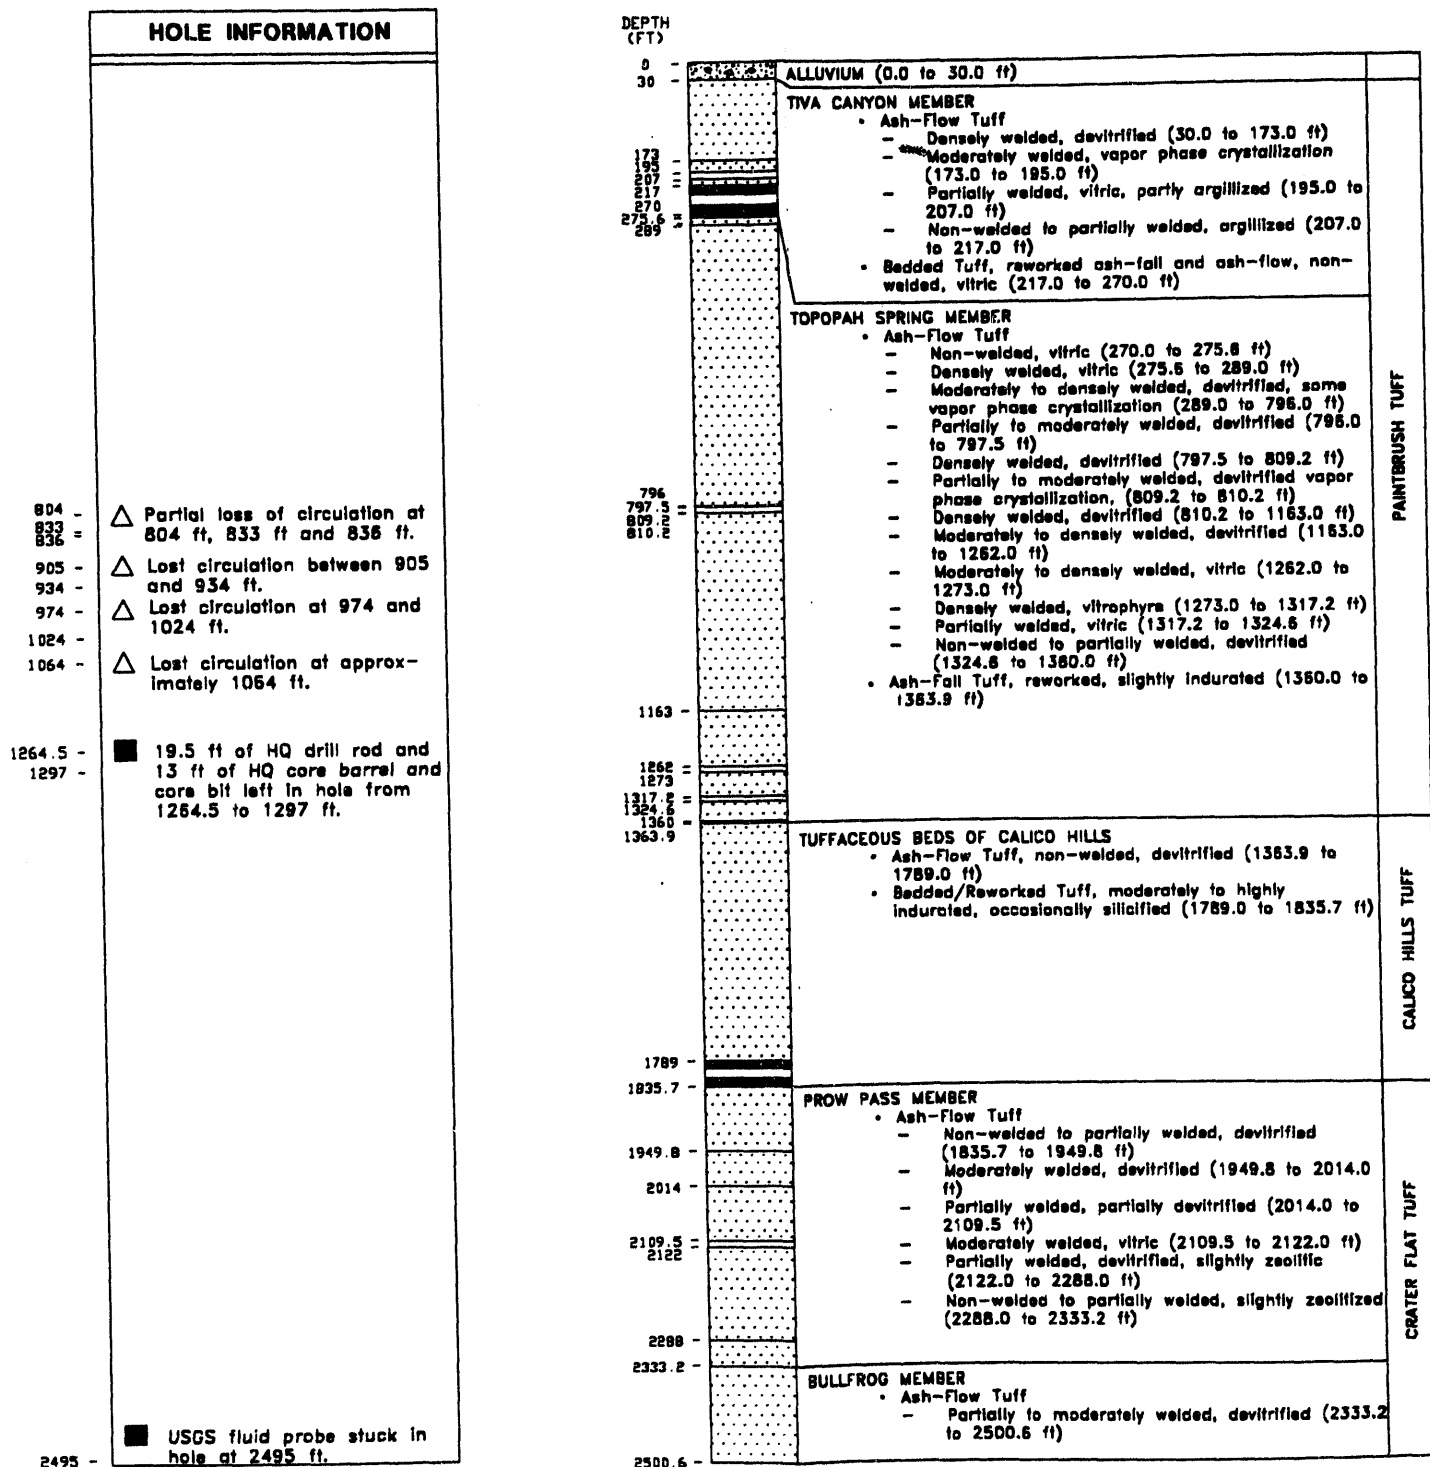 HOLE INFORMATION
804 -
833 =
836
905 -
934 -
974 -
1024 -
1064 -
1264.5 -
1297 -
2495 -
Partial loss of circulation at
804 ft, 833 ft and 836 ft.
Lost circulation between 905
and 934 ft.
Lost circulation at 974 and
1024 ft.
Lost circulation at approx-
imately 1064 ft.
19.5 ft of HQ drill rod and
13 ft of HQ core barrel and
core bit left in hole from
1264.5 to 1297 ft.
USGS fluid probe stuck in
hole at 2495 ft.
DEPTH
(FT)
0 -
30 -
173
195
207
217
270
275.6 =
289 -
796
797.5 =
809.2
810.2
1163 -
1262 =
1273
1317.2 =
1324.6
1360 -
1363.9
1789 -
1835.7 -
1949.8 -
2014 -
2109.5 =
2122
2288 -
2333.2 -
2500.6 -
ALLUVIUM (0.0 to 30.0 ft)
TIVA CANYON MEMBER
• Ash-Flow Tuff
– Densely welded, devitrified (30.0 to 173.0 ft)
– Moderately welded, vapor phase crystallization
(173.0 to 195.0 ft)
– Partially welded, vitric, partly argillized (195.0 to
207.0 ft)
– Non-welded to partially welded, argillized (207.0
to 217.0 ft)
• Bedded Tuff, reworked ash-fall and ash-flow, non-
welded, vitric (217.0 to 270.0 ft)
TOPOPAH SPRING MEMBER
• Ash-Flow Tuff
– Non-welded, vitric (270.0 to 275.6 ft)
– Densely welded, vitric (275.6 to 289.0 ft)
– Moderately to densely welded, devitrified, some
vapor phase crystallization (289.0 to 796.0 ft)
– Partially to moderately welded, devitrified (796.0
to 797.5 ft)
– Densely welded, devitrified (797.5 to 809.2 ft)
– Partially to moderately welded, devitrified vapor
phase crystallization, (809.2 to 810.2 ft)
– Densely welded, devitrified (810.2 to 1163.0 ft)
– Moderately to densely welded, devitrified (1163.0
to 1262.0 ft)
– Moderately to densely welded, vitric (1262.0 to
1273.0 ft)
– Densely welded, vitrophyre (1273.0 to 1317.2 ft)
– Partially welded, vitric (1317.2 to 1324.6 ft)
– Non-welded to partially welded, devitrified
(1324.6 to 1360.0 ft)
• Ash-Fall Tuff, reworked, slightly indurated (1360.0 to
1363.9 ft)
PAINTBRUSH TUFF
TUFFACEOUS BEDS OF CALICO HILLS
• Ash-Flow Tuff, non-welded, devitrified (1363.9 to
1789.0 ft)
• Bedded/Reworked Tuff, moderately to highly
indurated, occasionally silicified (1789.0 to 1835.7 ft)
CALICO HILLS TUFF
PROW PASS MEMBER
• Ash-Flow Tuff
– Non-welded to partially welded, devitrified
(1835.7 to 1949.8 ft)
– Moderately welded, devitrified (1949.8 to 2014.0
ft)
– Partially welded, partially devitrified (2014.0 to
2109.5 ft)
– Moderately welded, vitric (2109.5 to 2122.0 ft)
– Partially welded, devitrified, slightly zeolitic
(2122.0 to 2288.0 ft)
– Non-welded to partially welded, slightly zeolitized
(2288.0 to 2333.2 ft)
BULLFROG MEMBER
• Ash-Flow Tuff
– Partially to moderately welded, devitrified (2333.2
to 2500.6 ft)
CRATER FLAT TUFF